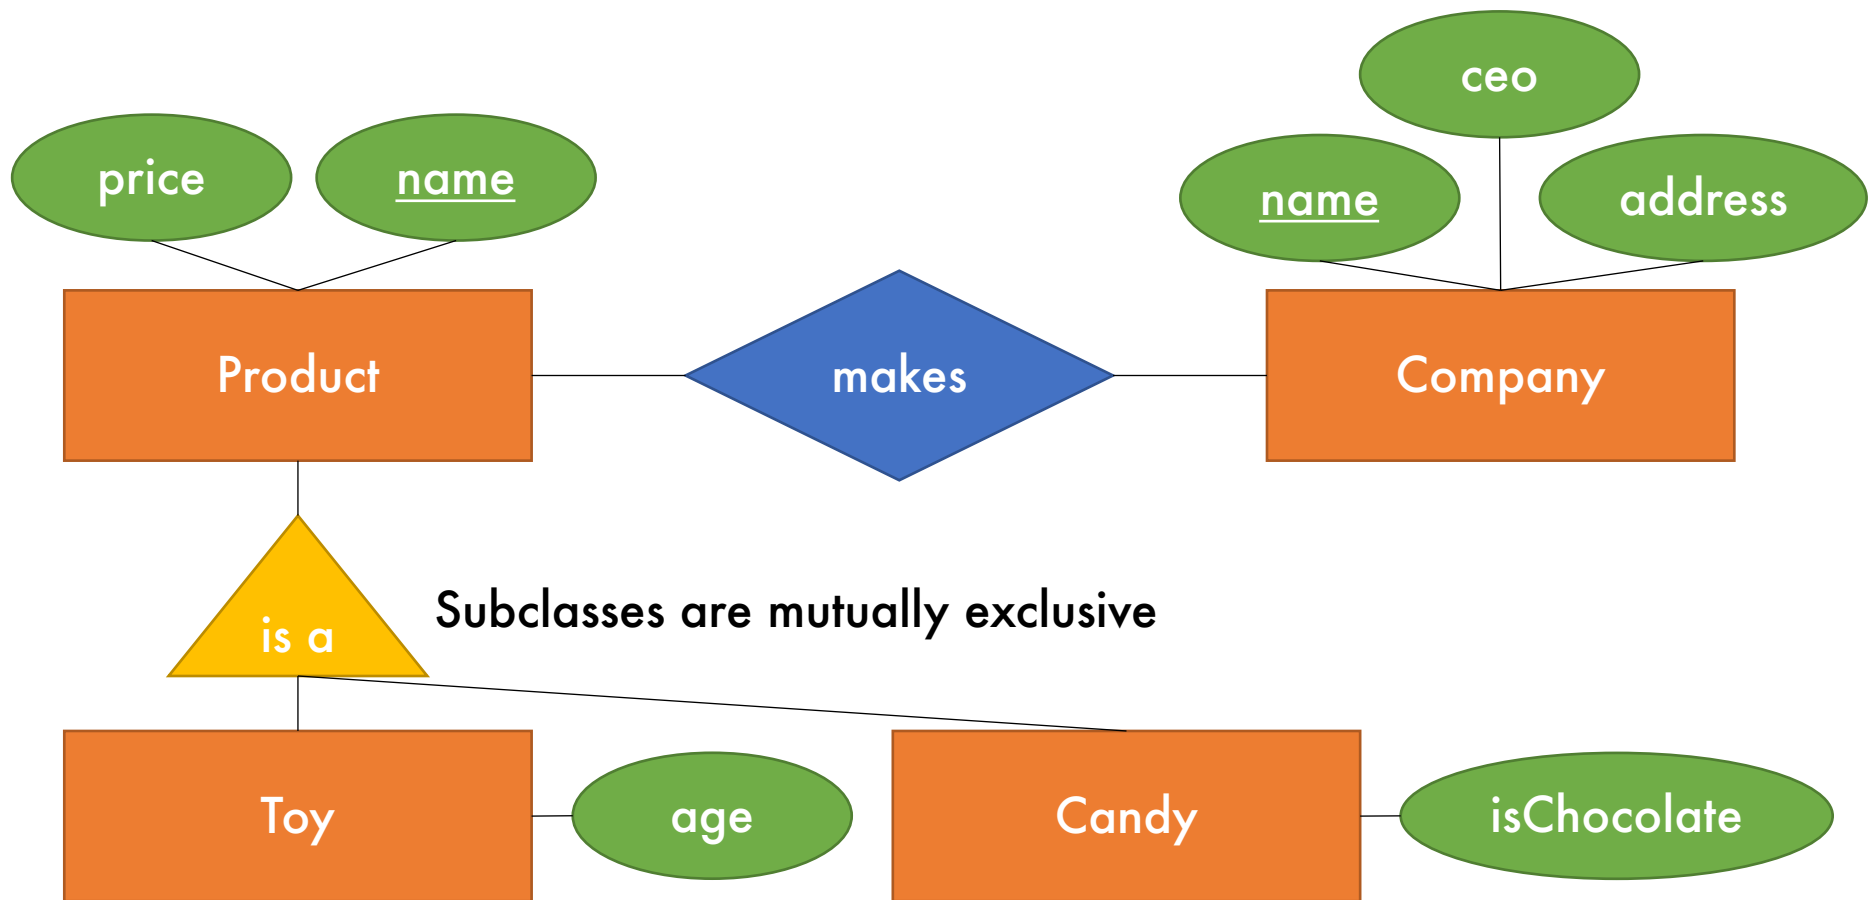 ceo
price
name
name
address
Product
makes
Company
is a
Subclasses are mutually exclusive
Toy
age
Candy
isChocolate